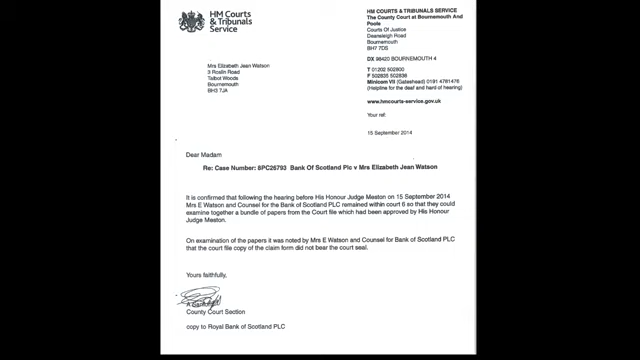 HM Courts
& Tribunals
Service
HM COURTS & TRIBUNALS SERVICE
The County Court at Bournemouth And
Poole
Courts Of Justice
Deansleigh Road
Bournemouth
BH7 7DS
DX 98420 BOURNEMOUTH 4
T 01202 502800
F 502835 502836
Minicom VII (Gateshead) 0191 4781476
(Helpline for the deaf and hard of hearing)
www.hmcourts-service.gov.uk
Your ref:
Mrs Elizabeth Jean Watson
3 Roslin Road
Talbot Woods
Bournemouth
BH3 7JA
15 September 2014
Dear Madam
Re: Case Number: 8PC26793 Bank Of Scotland Plc v Mrs Elizabeth Jean Watson
It is confirmed that following the hearing before His Honour Judge Meston on 15 September 2014
Mrs E Watson and Counsel for the Bank of Scotland PLC remained within court 6 so that they could
examine together a bundle of papers from the Court file which had been approved by His Honour
Judge Meston.
On examination of the papers it was noted by Mrs E Watson and Counsel for Bank of Scotland PLC
that the court file copy of the claim form did not bear the court seal.
Yours faithfully,
County Court Section
copy to Royal Bank of Scotland PLC